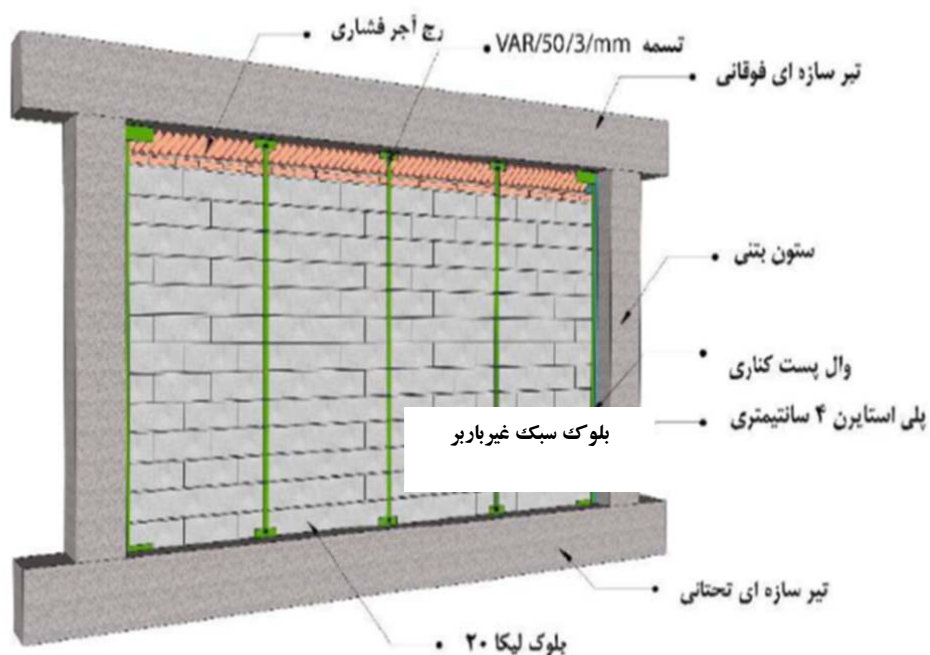 رج آجر فشاری
تسمه VAR/50/3/mm
تیر سازه ای فوقانی
ستون بتنی
وال پست کناری
پلی استایرن ۴ سانتیمتری
بلوک سبک غیرباربر
تیر سازه ای تحتانی
بلوک لیکا ۲۰